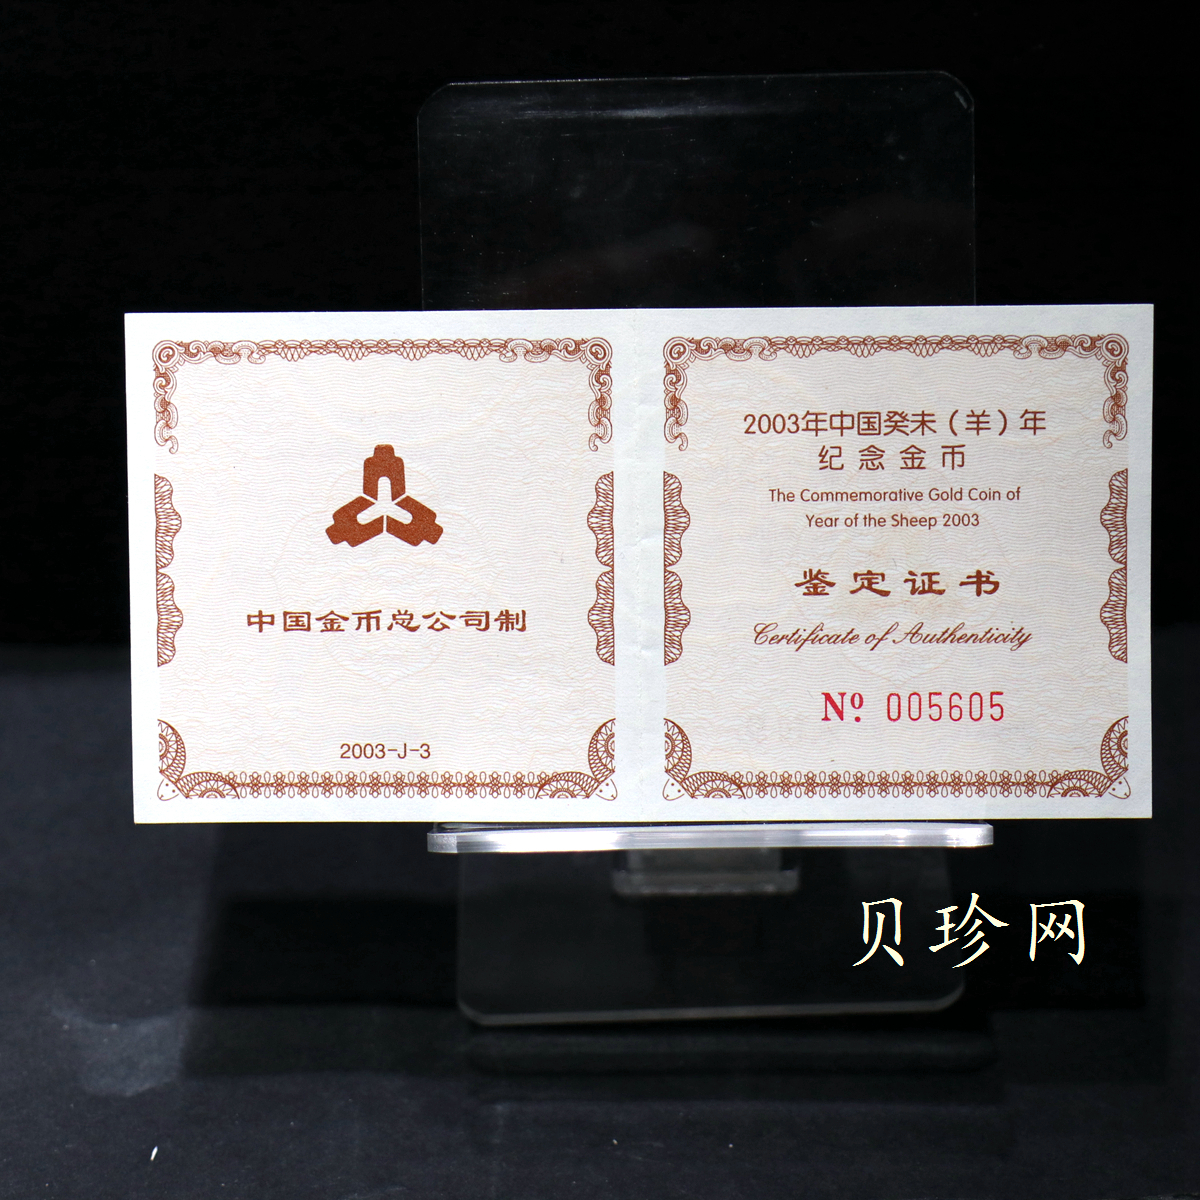 中国金币总公司制
2003-J-3
2003年中国癸未（羊）年
纪念金币
The Commemorative Gold Coin of
Year of the Sheep 2003
鉴定证书
Certificate of Authenticity
Nº 005605
贝珍网